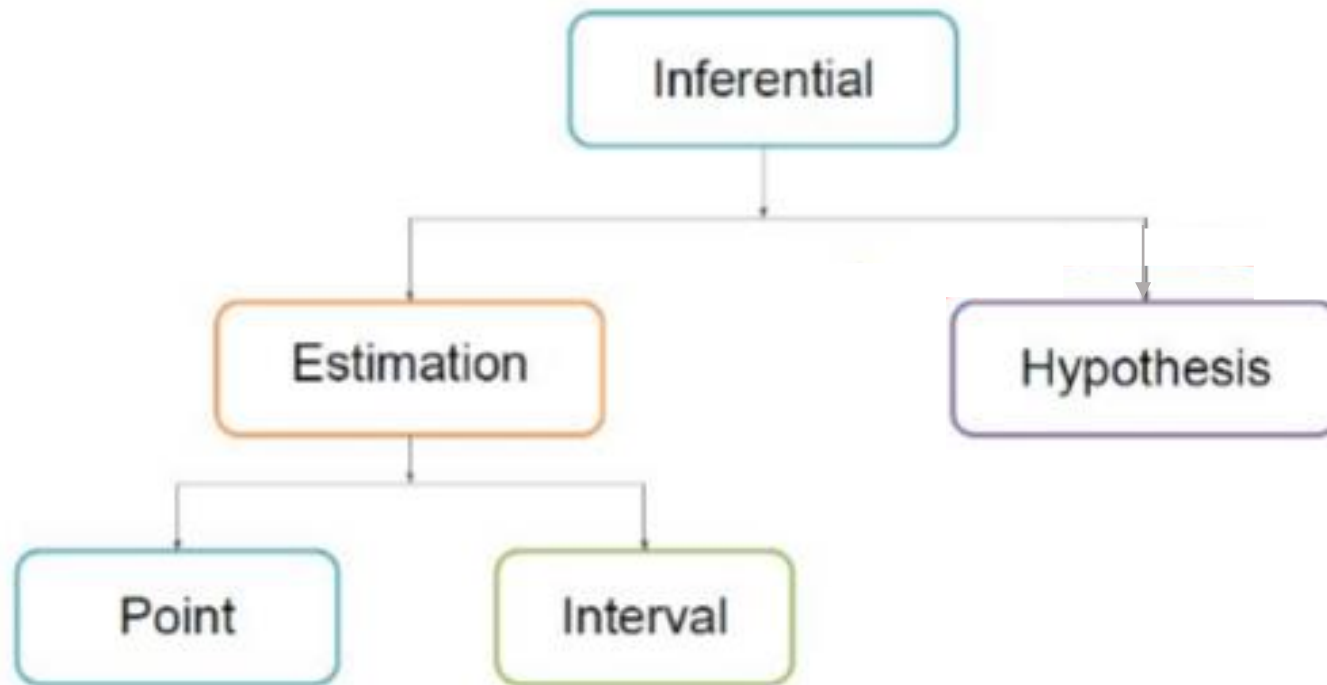 Inferential
Estimation
Hypothesis
Point
Interval